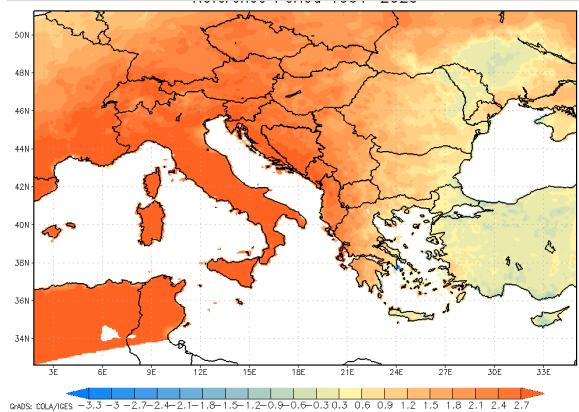 50N
48N
46N
44N
42N
40N
38N
36N
34N
3E 6E 9E 12E 15E 18E 21E 24E 27E 30E 33E
GrADS: COLA/IGES -3.3 -3 -2.7 -2.4 -2.1 -1.8 -1.5 -1.2 -0.9 -0.6 -0.3 0.3 0.6 0.9 1.2 1.5 1.8 2.1 2.4 2.7